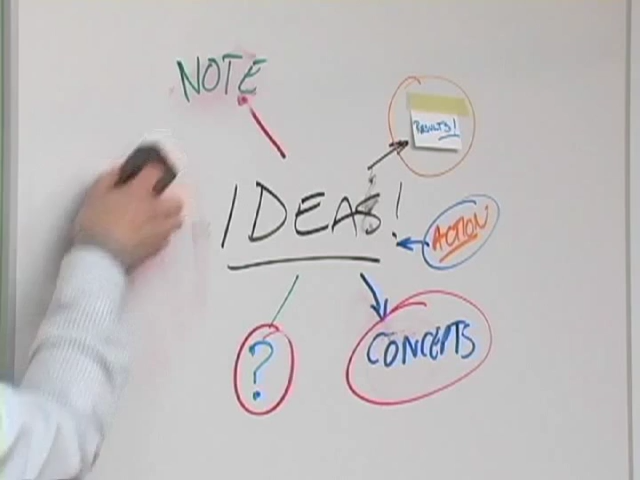 NOTE
RESULTS!
IDEAS!
ACTION
?
CONCEPTS